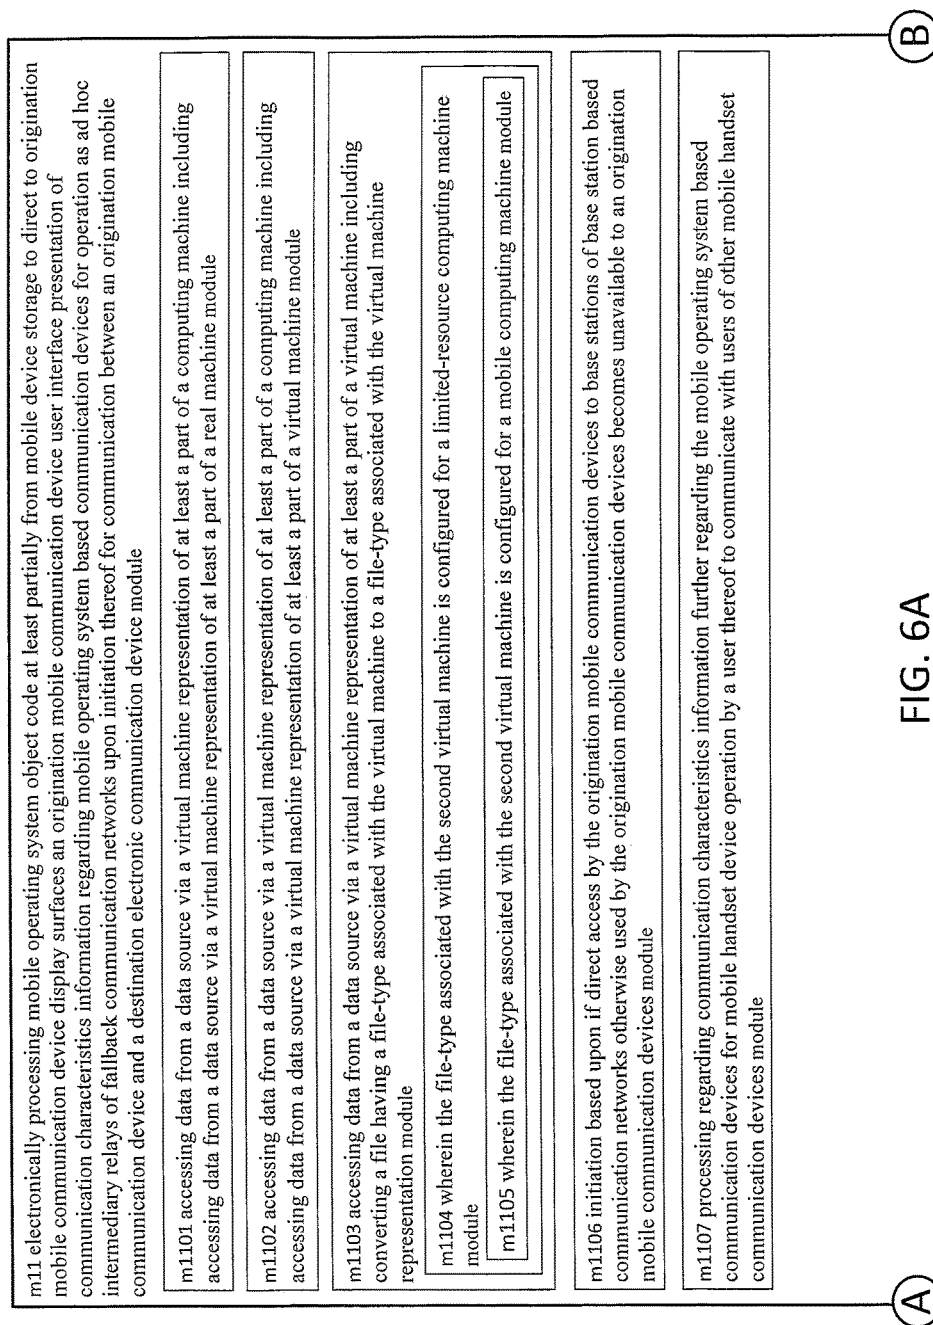 m11 electronically processing mobile operating system object code at least partially from mobile device storage to direct to origination
mobile communication device display surfaces an origination mobile communication device user interface presentation of
communication characteristics information regarding mobile operating system based communication devices for operation as ad hoc
intermediary relays of fallback communication networks upon initiation thereof for communication between an origination mobile
communication device and a destination electronic communication device module
m1101 accessing data from a data source via a virtual machine representation of at least a part of a computing machine including
accessing data from a data source via a virtual machine representation of at least a part of a real machine module
m1102 accessing data from a data source via a virtual machine representation of at least a part of a computing machine including
accessing data from a data source via a virtual machine representation of at least a part of a virtual machine module
m1103 accessing data from a data source via a virtual machine representation of at least a part of a virtual machine including
converting a file having a file-type associated with the virtual machine to a file-type associated with the virtual machine
representation module
m1104 wherein the file-type associated with the second virtual machine is configured for a limited-resource computing machine
module
m1105 wherein the file-type associated with the second virtual machine is configured for a mobile computing machine module
m1106 initiation based upon if direct access by the origination mobile communication devices to base stations of base station based
communication networks otherwise used by the origination mobile communication devices becomes unavailable to an origination
mobile communication devices module
m1107 processing regarding communication characteristics information further regarding the mobile operating system based
communication devices for mobile handset device operation by a user thereof to communicate with users of other mobile handset
communication devices module
A
B
FIG. 6A